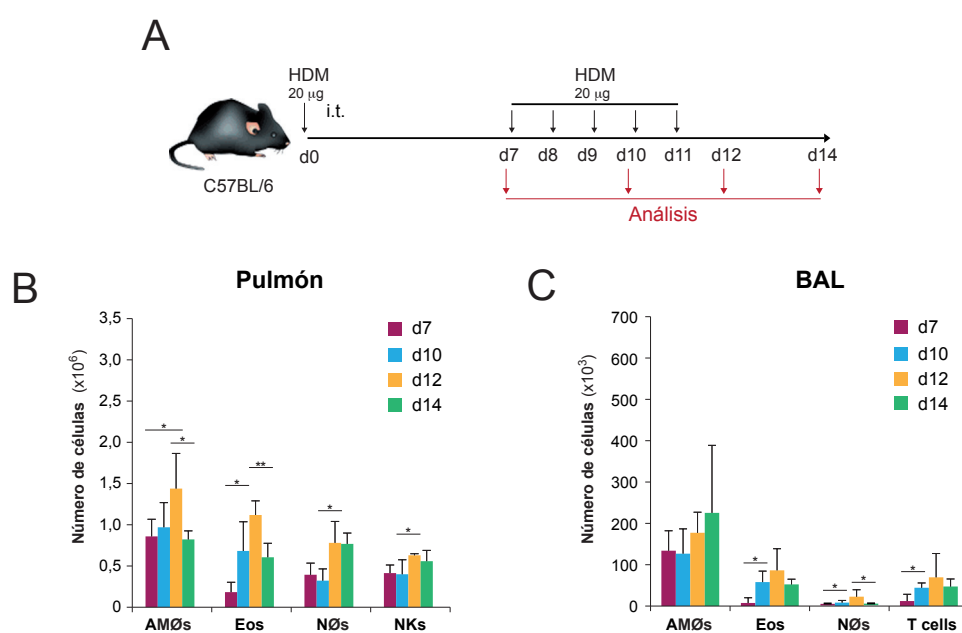 A
HDM
20 µg
i.t.
HDM
20 µg
d0
d7 d8 d9 d10 d11 d12 d14
C57BL/6
Análisis
B
Pulmón
Número de células (x10⁶)
3,5
3,0
2,5
2,0
1,5
1,0
0,5
0
d7
d10
d12
d14
* * * ** * *
AMØs Eos NØs NKs
C
BAL
Número de células (x10³)
700
600
500
400
300
200
100
0
d7
d10
d12
d14
* * * *
AMØs Eos NØs T cells